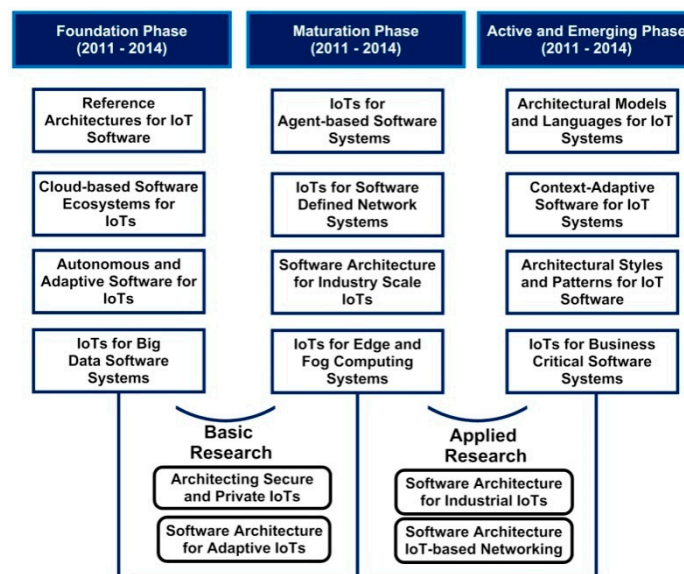 Foundation Phase
(2011 - 2014)
Maturation Phase
(2011 - 2014)
Active and Emerging Phase
(2011 - 2014)
Reference
Architectures for IoT
Software
IoTs for
Agent-based Software
Systems
Architectural Models
and Languages for IoT
Systems
Cloud-based Software
Ecosystems for
IoTs
IoTs for Software
Defined Network
Systems
Context-Adaptive
Software for IoT
Systems
Autonomous and
Adaptive Software for
IoTs
Software Architecture
for Industry Scale
IoTs
Architectural Styles
and Patterns for IoT
Software
IoTs for Big
Data Software
Systems
IoTs for Edge and
Fog Computing
Systems
IoTs for Business
Critical Software
Systems
Basic
Research
Architecting Secure
and Private IoTs
Software Architecture
for Adaptive IoTs
Applied
Research
Software Architecture
for Industrial IoTs
Software Architecture
IoT-based Networking